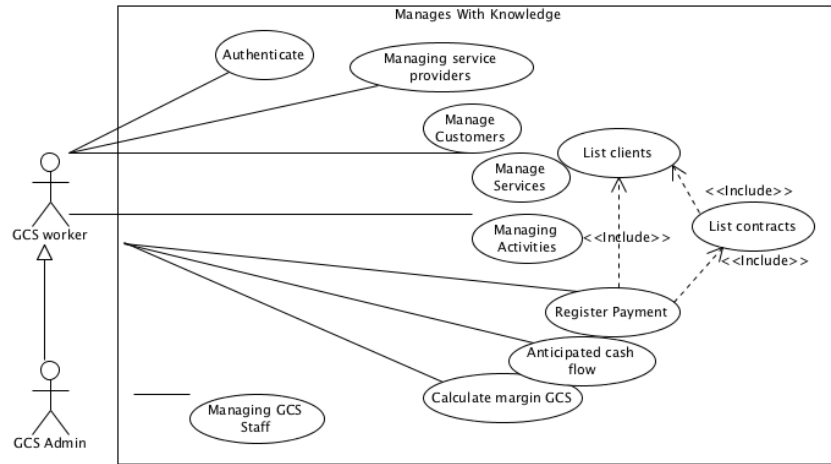 Manages With Knowledge
Authenticate
Managing service
providers
Manage
Customers
List clients
Manage
Services
<<Include>>
GCS worker
Managing
Activities
<<Include>>
List contracts
<<Include>>
Register Payment
Anticipated cash
flow
Calculate margin GCS
Managing GCS
Staff
GCS Admin